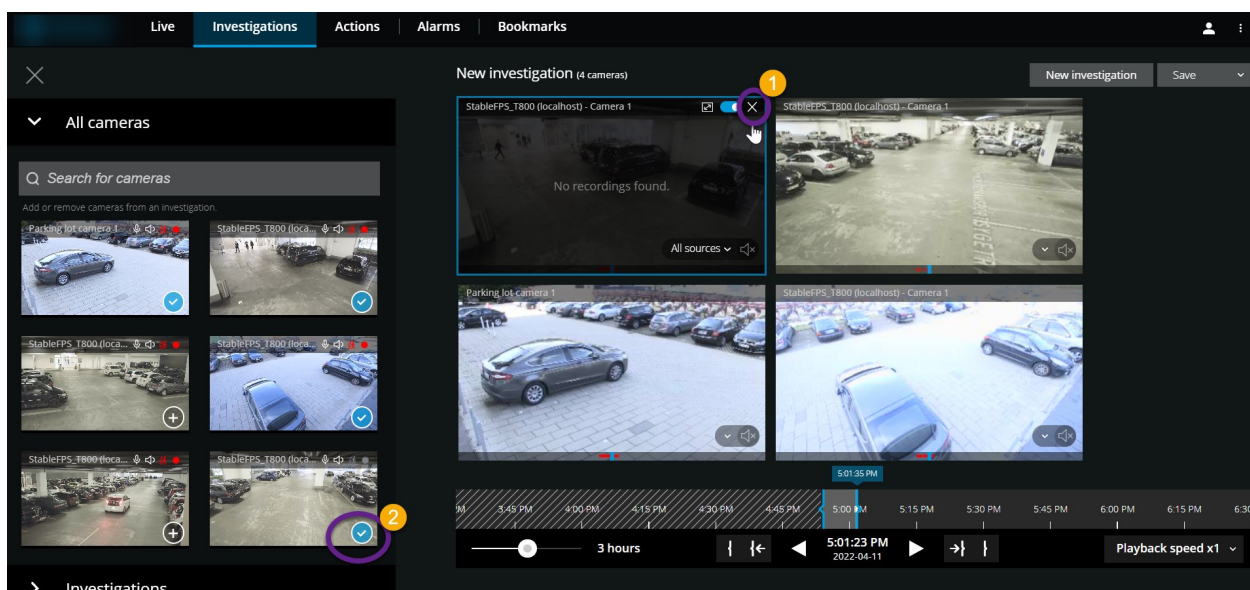 Live Investigations Actions Alarms Bookmarks
New investigation (4 cameras)
New investigation Save
1
All cameras
Search for cameras
Add or remove cameras from an investigation.
Parking lot camera 1
StableFPS_T800 (loca...
StableFPS_T800 (loca...
StableFPS_T800 (loca...
StableFPS_T800 (loca...
StableFPS_T800 (loca...
2
Investigations
StableFPS_T800 (localhost) - Camera 1
No recordings found.
All sources
StableFPS_T800 (localhost) - Camera 1
Parking lot camera 1
StableFPS_T800 (localhost) - Camera 1
5:01:35 PM
M 3:45 PM 4:00 PM 4:15 PM 4:30 PM 4:45 PM 5:00 PM 5:15 PM 5:30 PM 5:45 PM 6:00 PM 6:15 PM 6:30
3 hours
5:01:23 PM
2022-04-11
Playback speed x1